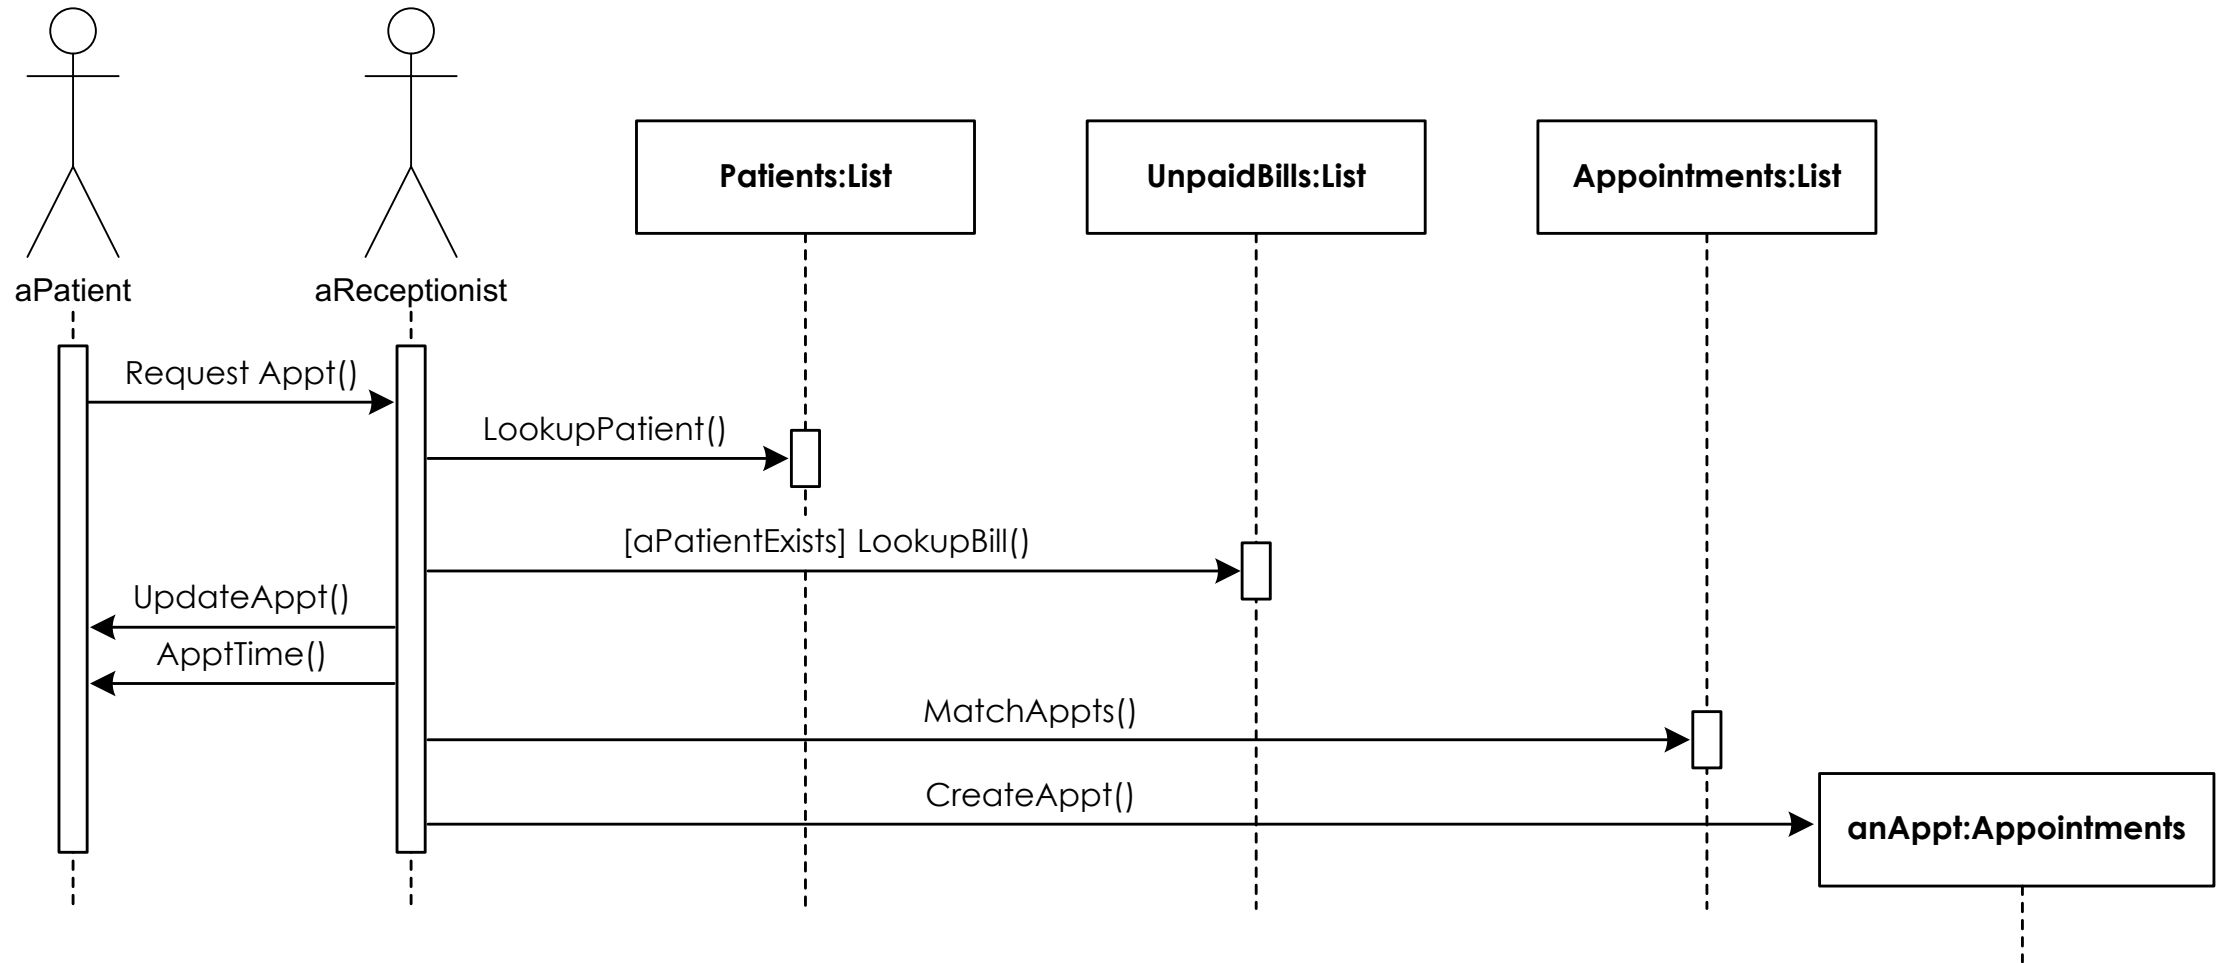 Patients:List
UnpaidBills:List
Appointments:List
aPatient
aReceptionist
Request Appt()
LookupPatient()
[aPatientExists] LookupBill()
UpdateAppt()
ApptTime()
MatchAppts()
CreateAppt()
anAppt:Appointments